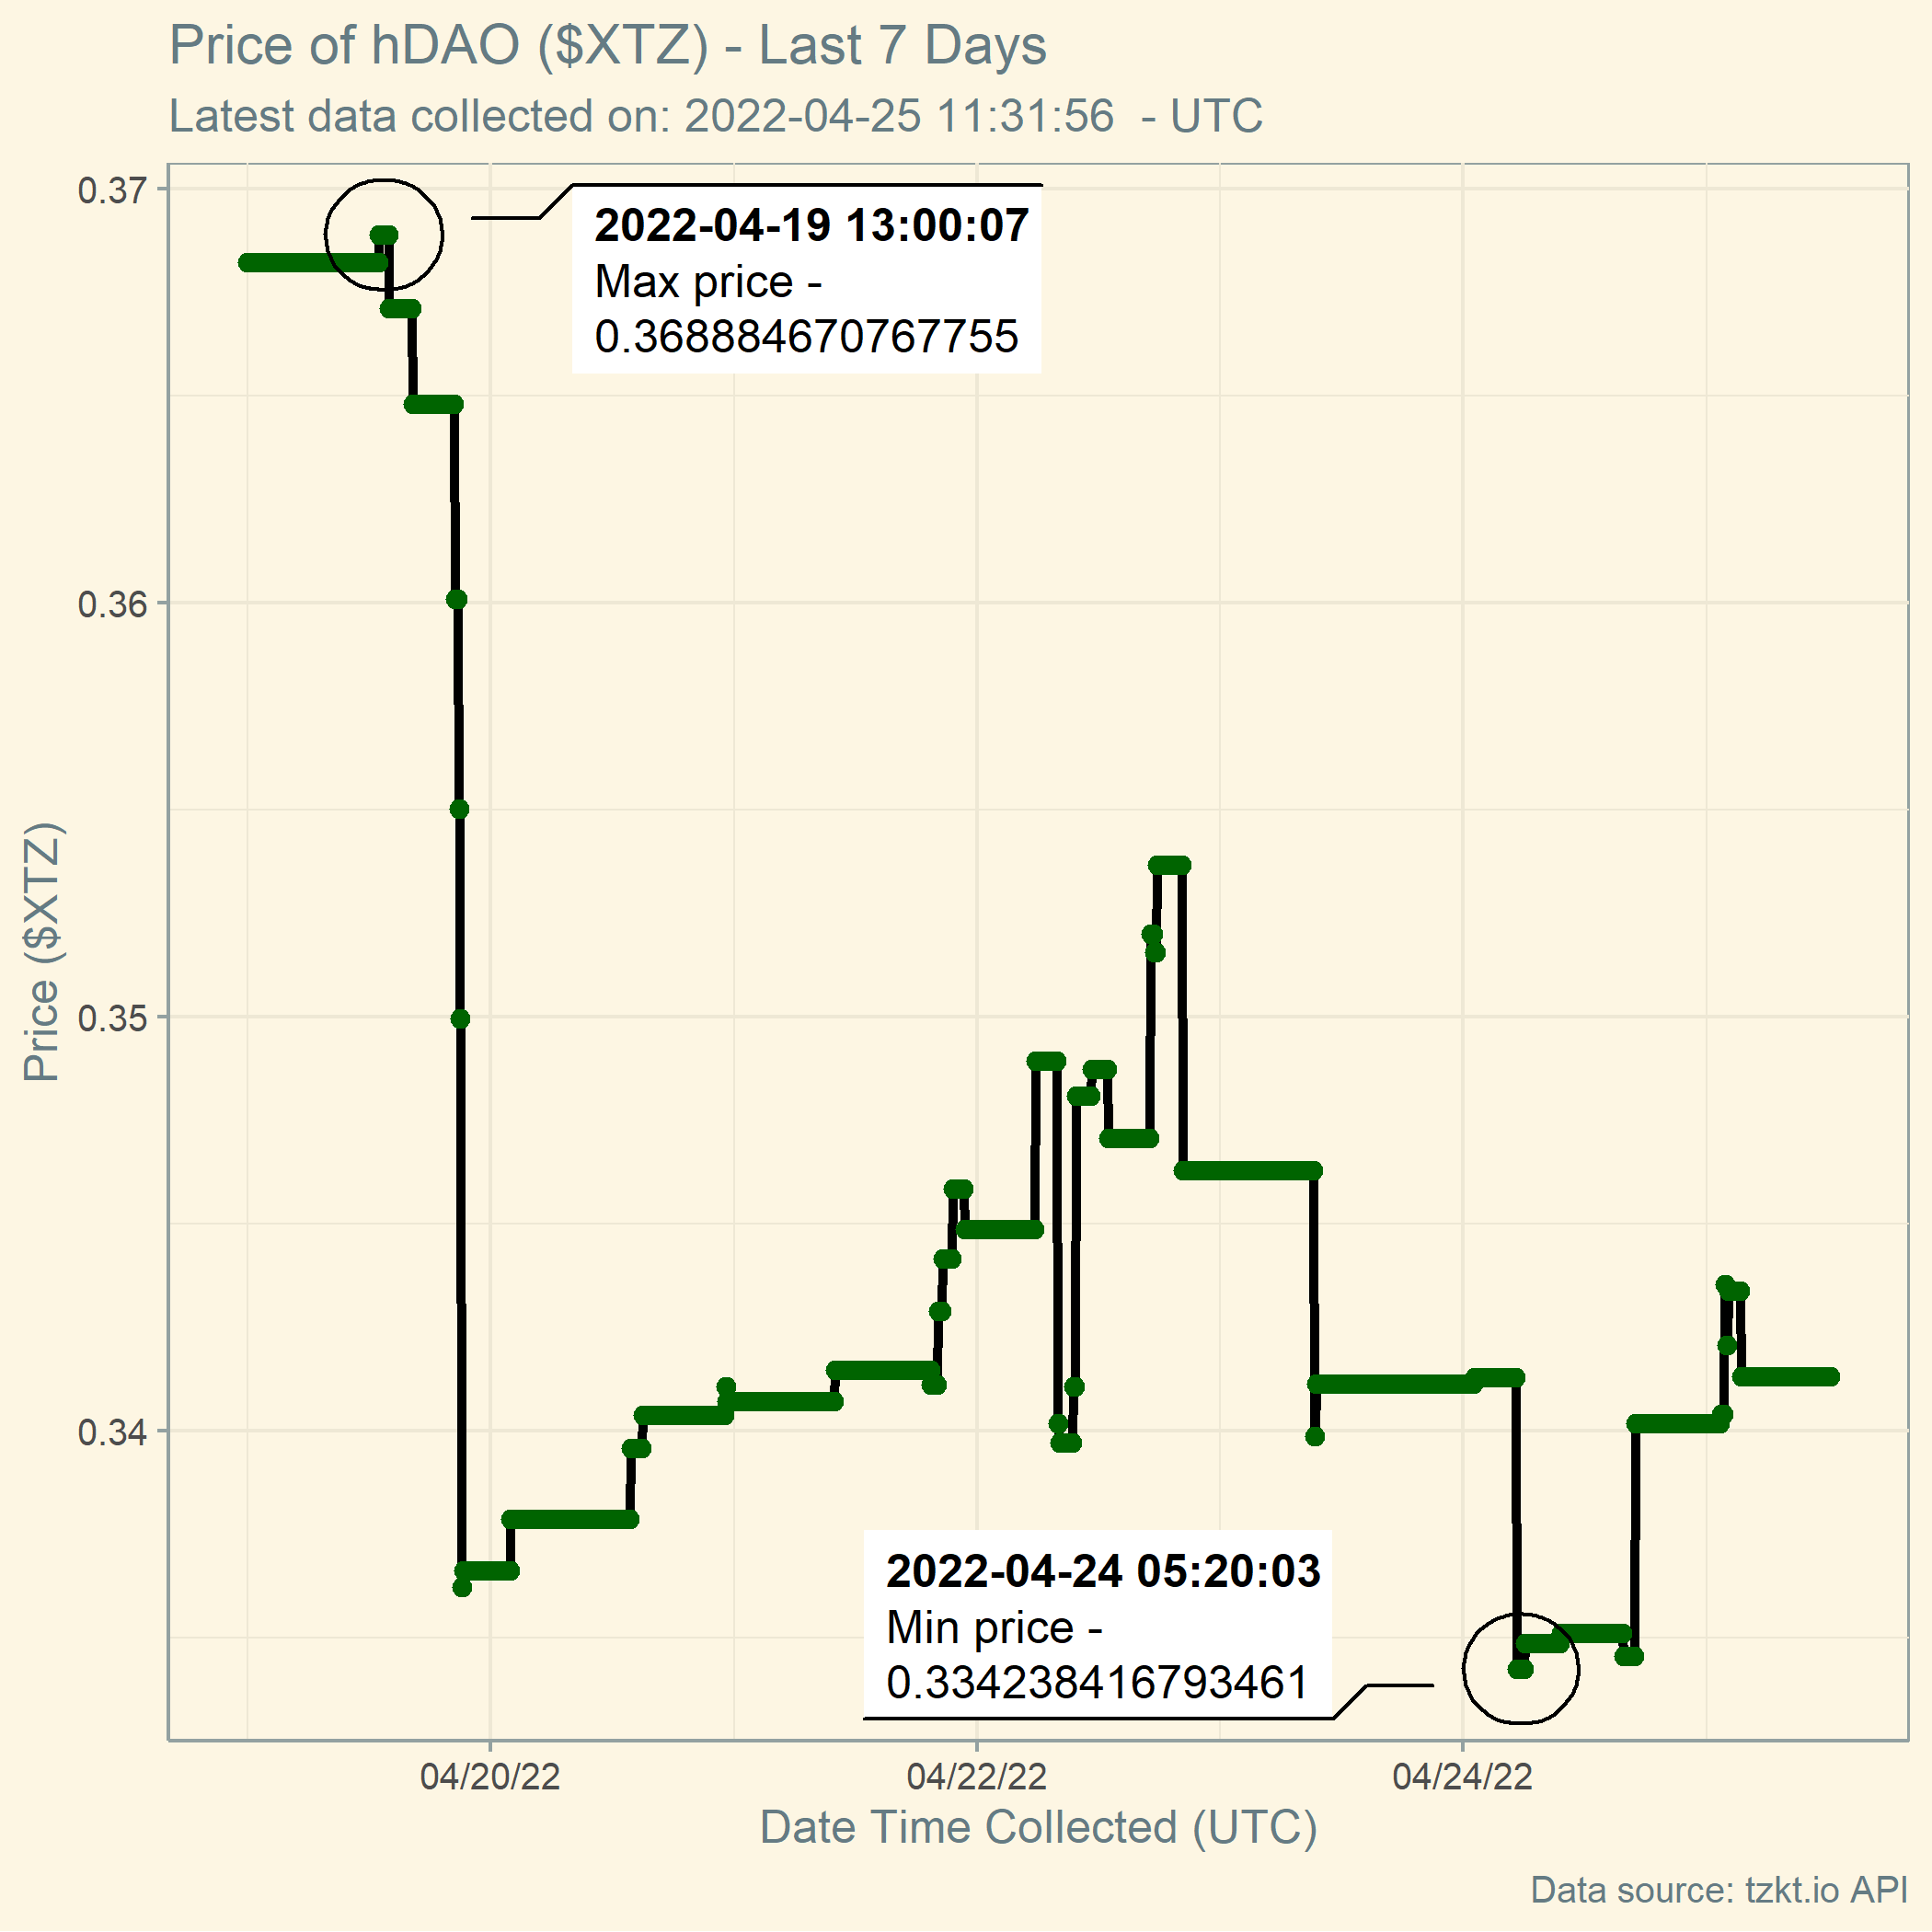 Price of hDAO ($XTZ) - Last 7 Days
Latest data collected on: 2022-04-25 11:31:56  - UTC
0.37
0.36
0.35
0.34
Price ($XTZ)
2022-04-19 13:00:07
Max price -
0.368884670767755
2022-04-24 05:20:03
Min price -
0.334238416793461
04/20/22
04/22/22
04/24/22
Date Time Collected (UTC)
Data source: tzkt.io API